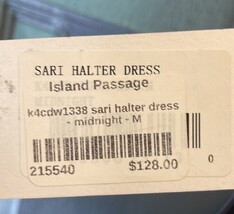 SARI HALTER DRESS
Island Passage
k4cdw1338 sari halter dress
- midnight - M
215540 $128.00
0